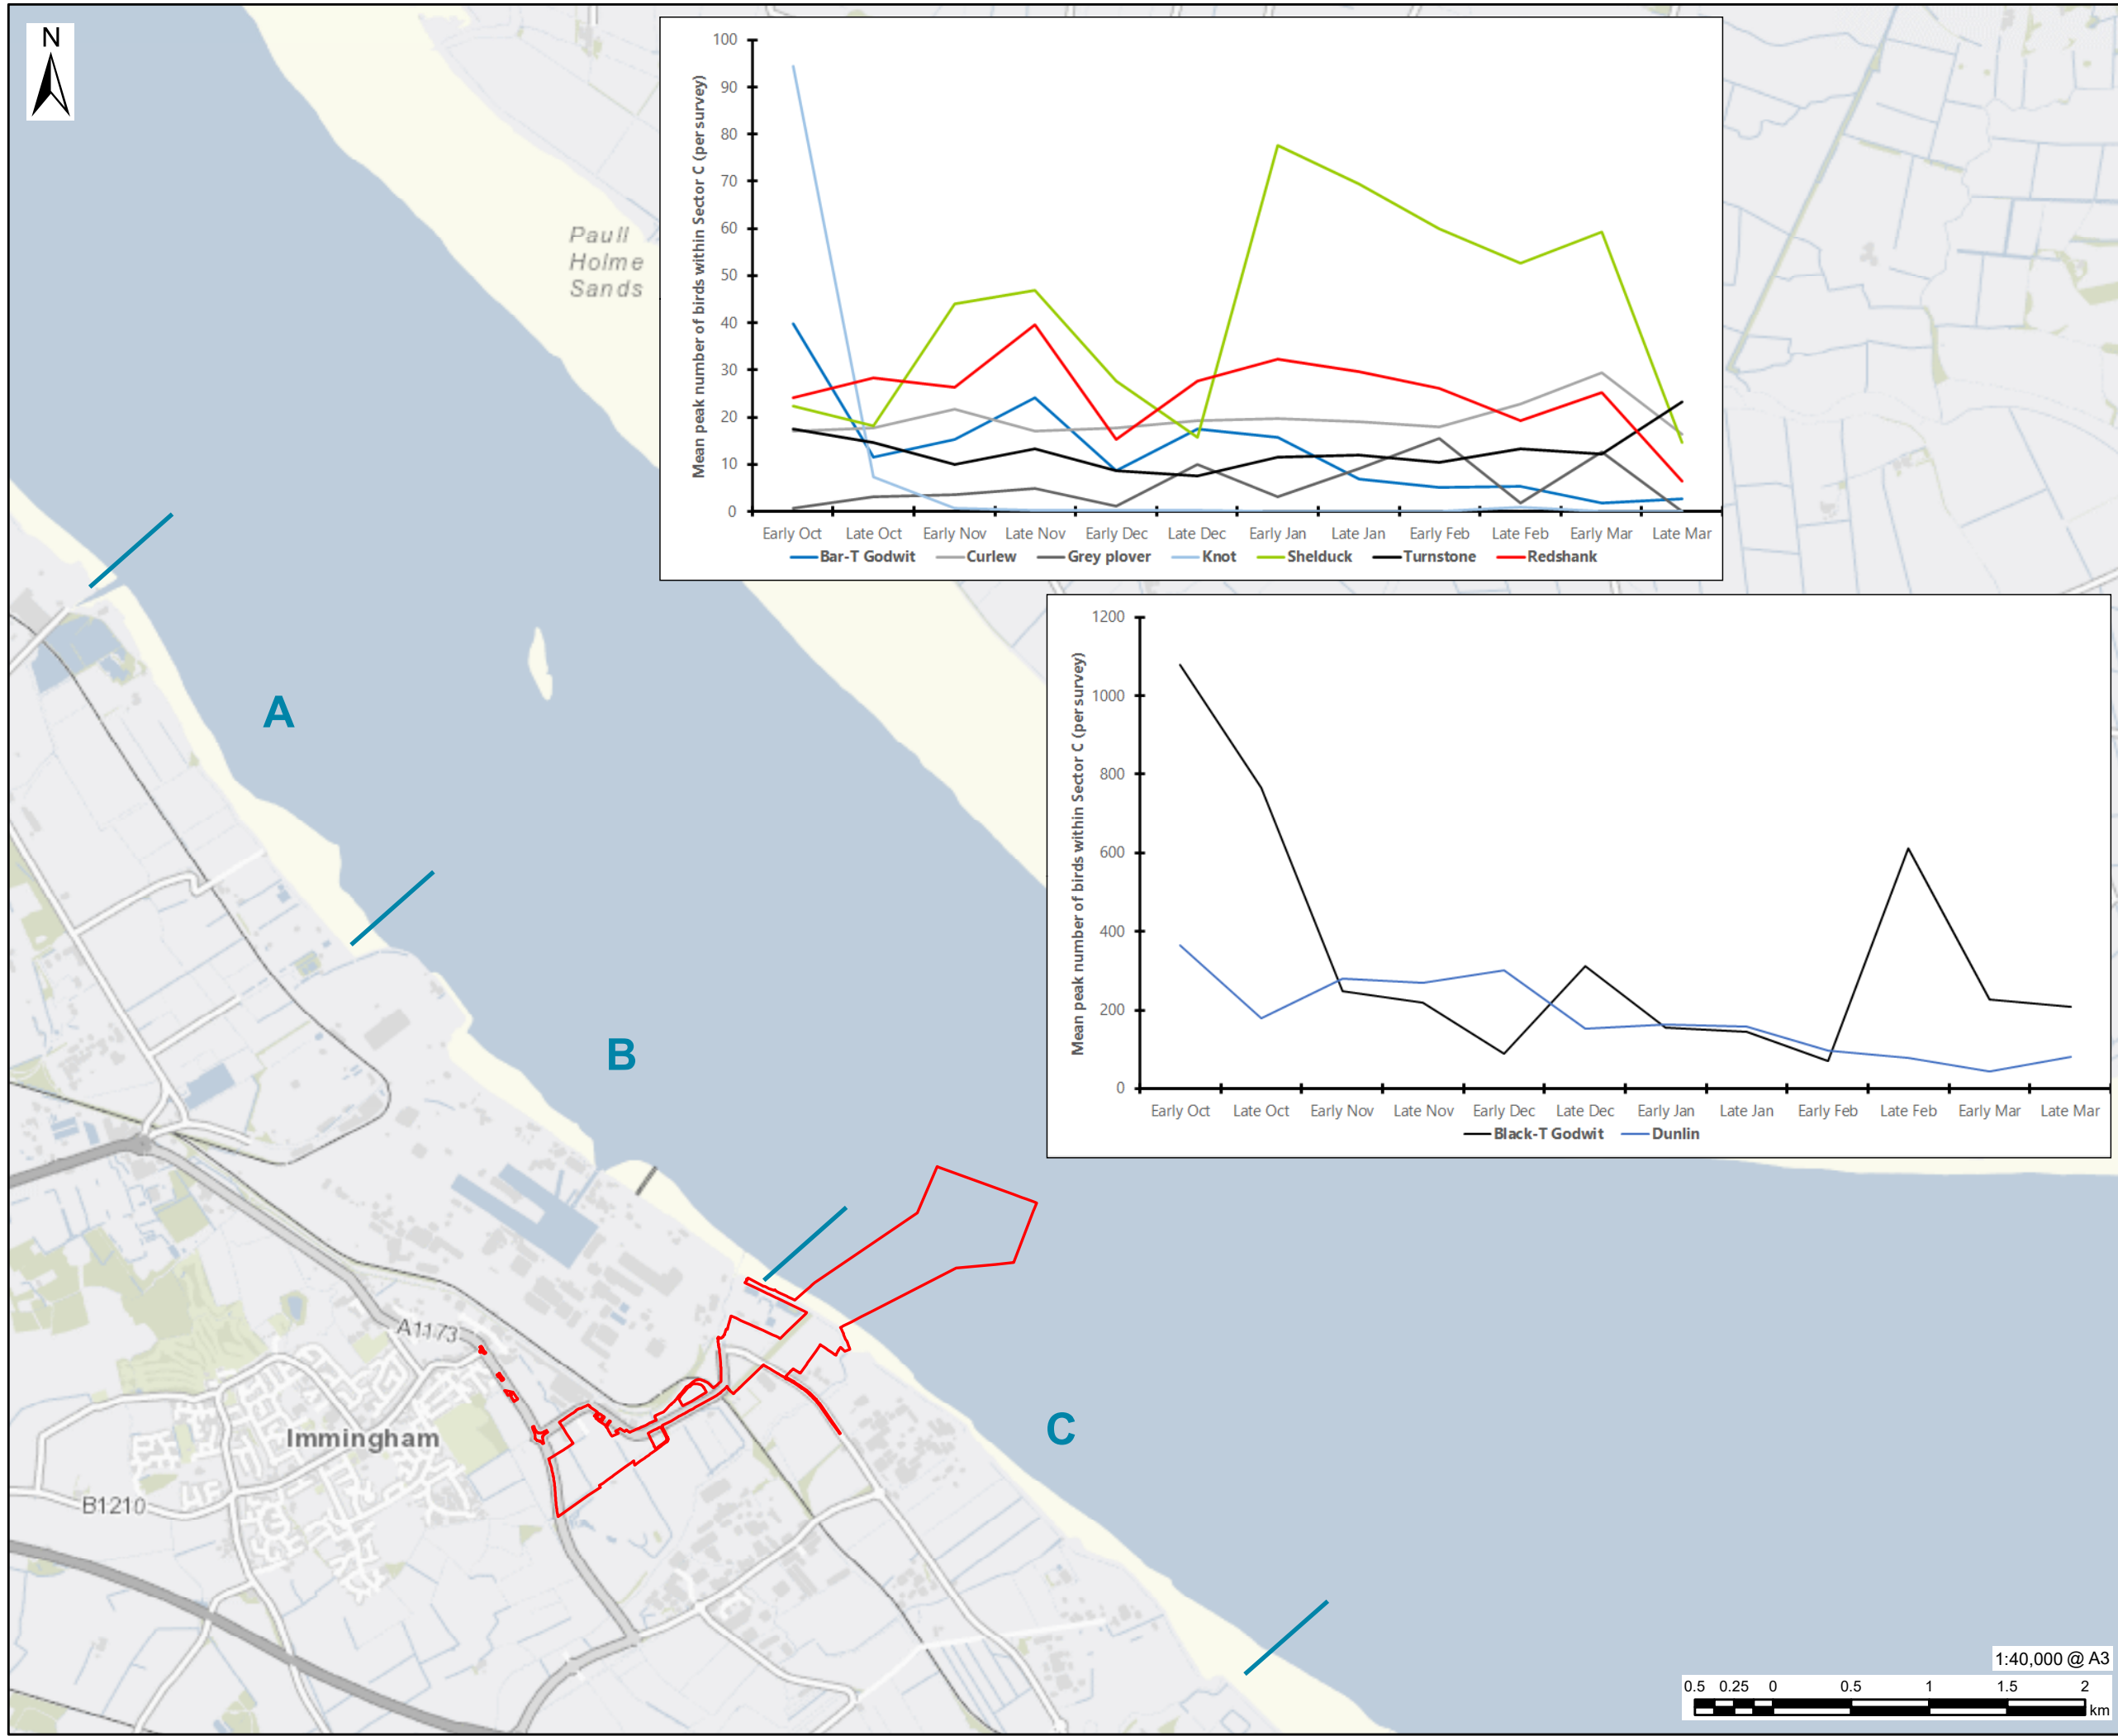 N
Mean peak number of birds within Sector C (per survey)
100
90
80
70
60
50
40
30
20
10
0
Early Oct Late Oct Early Nov Late Nov Early Dec Late Dec Early Jan Late Jan Early Feb Late Feb Early Mar Late Mar
Bar-T Godwit Curlew Grey plover Knot Shelduck Turnstone Redshank
Paull
Holme
Sands
Mean peak number of birds within Sector C (per survey)
1200
1000
800
600
400
200
0
Early Oct Late Oct Early Nov Late Nov Early Dec Late Dec Early Jan Late Jan Early Feb Late Feb Early Mar Late Mar
Black-T Godwit Dunlin
A
B
C
A1173
Immingham
B1210
1:40,000 @ A3
0.5 0.25 0 0.5 1 1.5 2
km